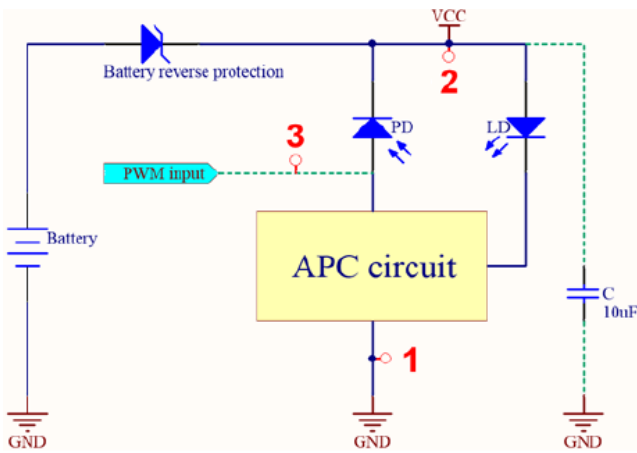 VCC
Battery reverse protection
2
PD
LD
3
PWM input
Battery
APC circuit
C
10uF
1
GND
GND
GND